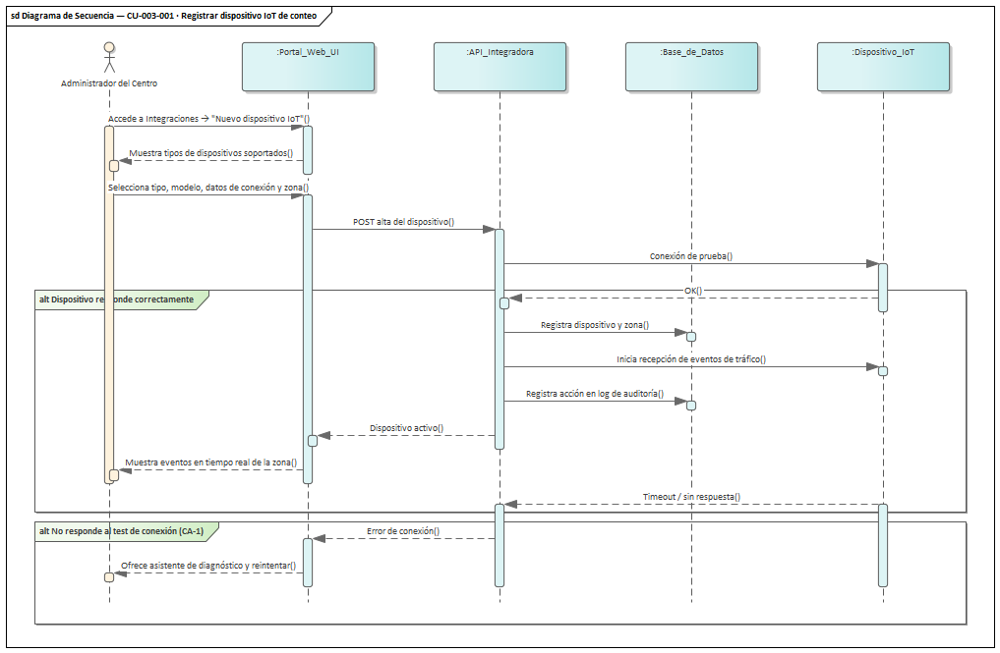 sd Diagrama de Secuencia — CU-003-001 · Registrar dispositivo IoT de conteo
:Portal_Web_UI
:API_Integradora
:Base_de_Datos
:Dispositivo_IoT
Administrador del Centro
Accede a Integraciones → "Nuevo dispositivo IoT"()
Muestra tipos de dispositivos soportados()
Selecciona tipo, modelo, datos de conexión y zona()
POST alta del dispositivo()
Conexión de prueba()
OK()
alt Dispositivo responde correctamente
Registra dispositivo y zona()
Inicia recepción de eventos de tráfico()
Registra acción en log de auditoría()
Dispositivo activo()
Muestra eventos en tiempo real de la zona()
Timeout / sin respuesta()
alt No responde al test de conexión (CA-1)
Error de conexión()
Ofrece asistente de diagnóstico y reintentar()